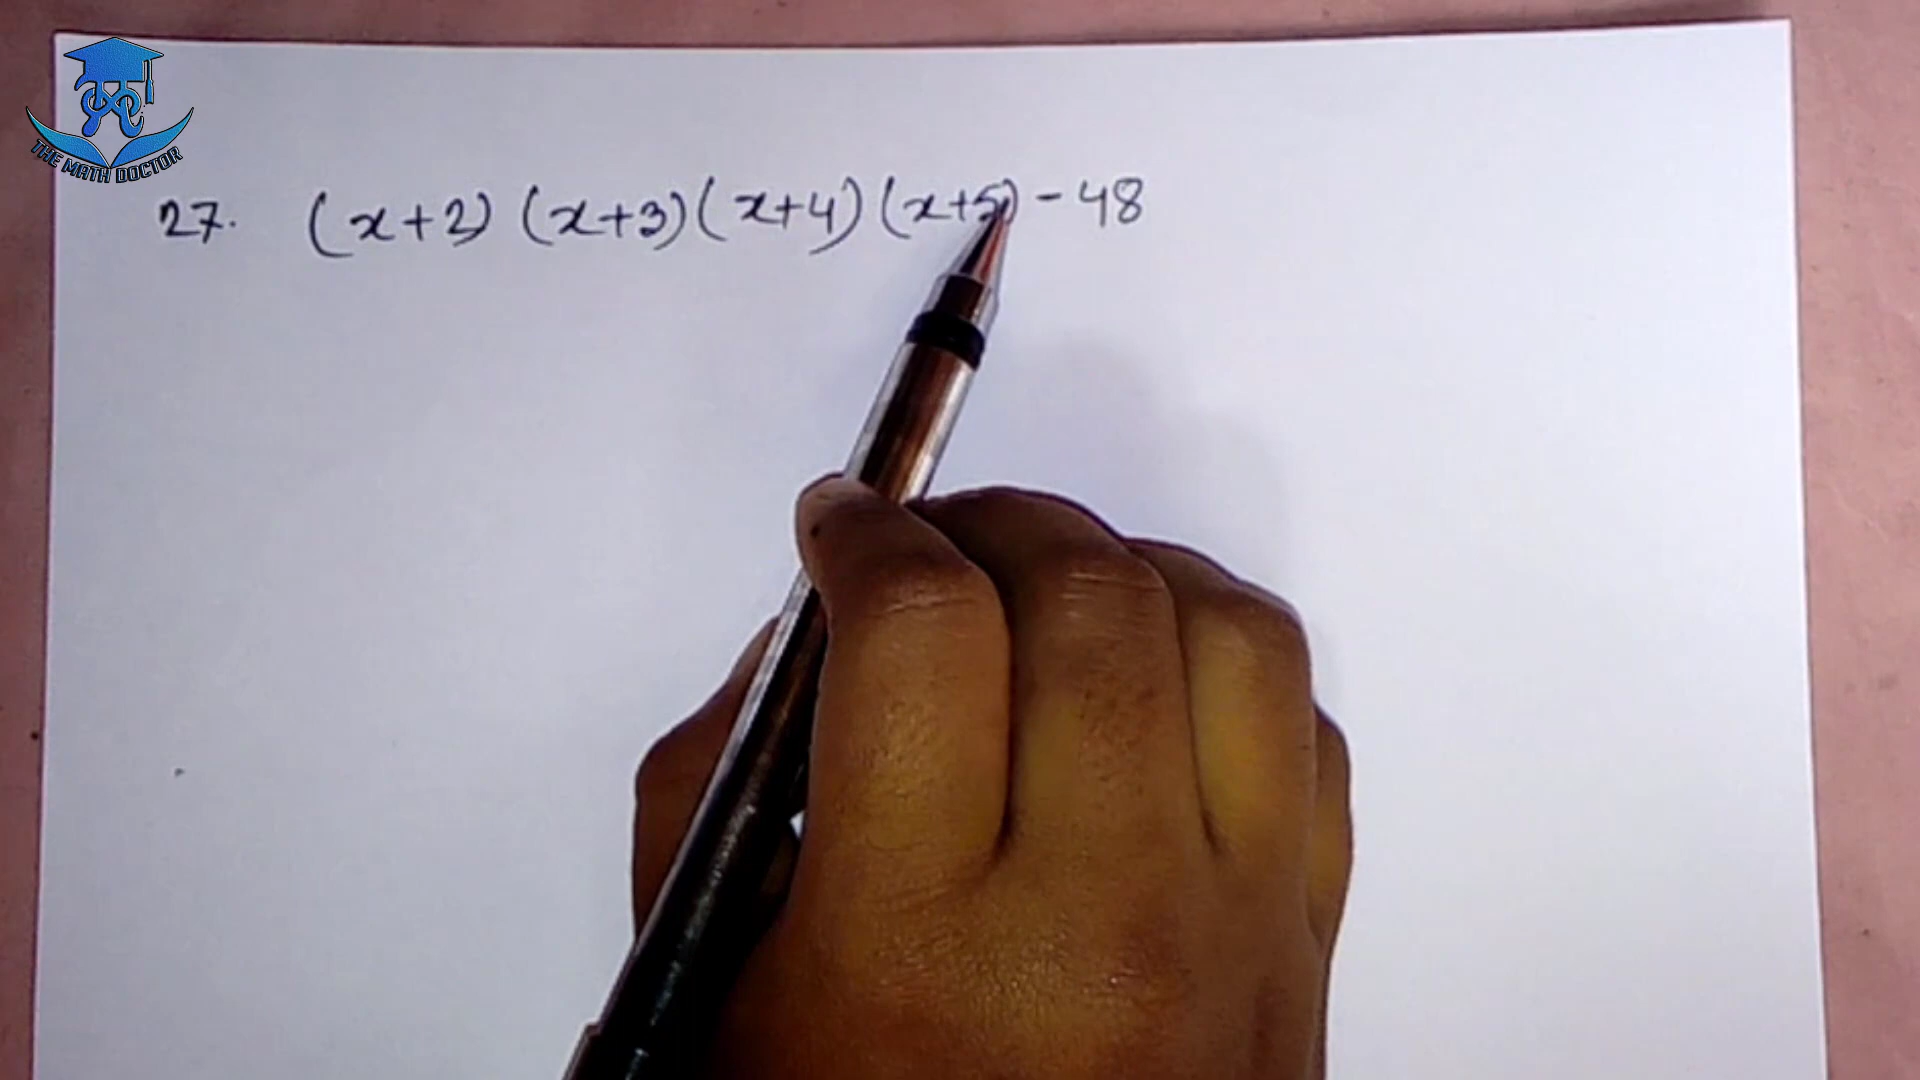 THE MATH DOCTOR
27. (x+2) (x+3) (x+4) (x+5) - 48